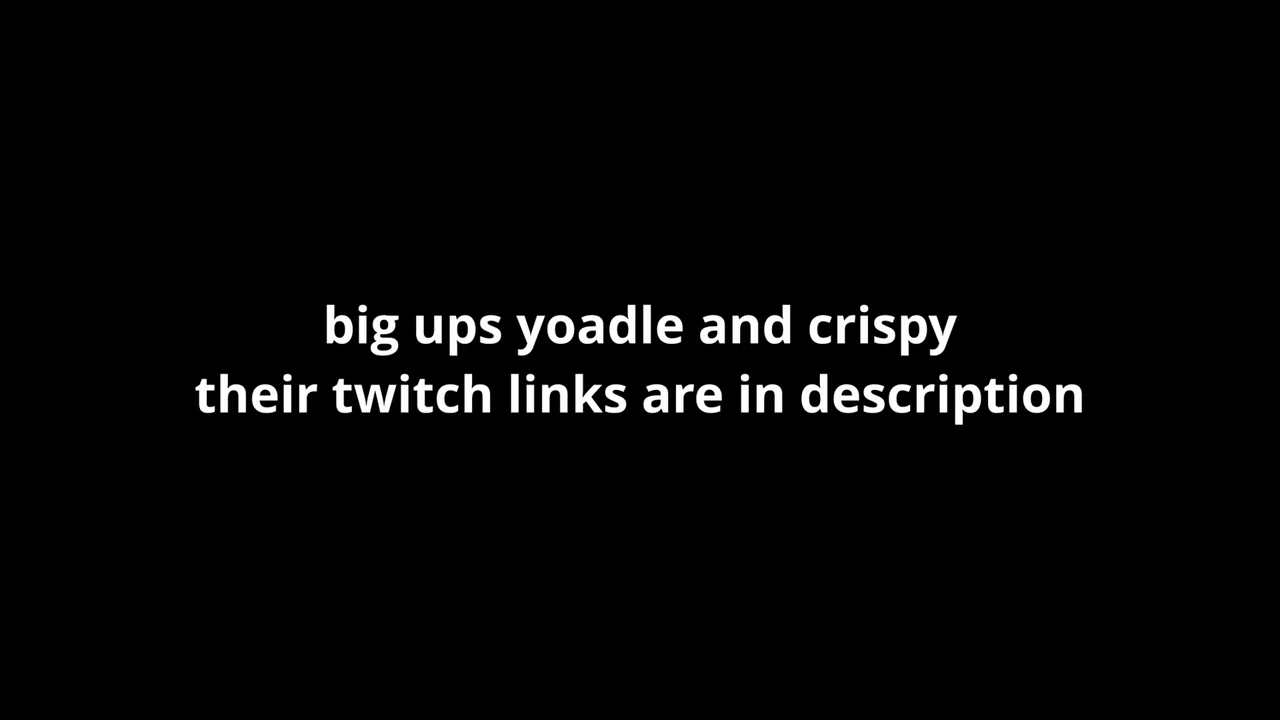 big ups yoadle and crispy
their twitch links are in description